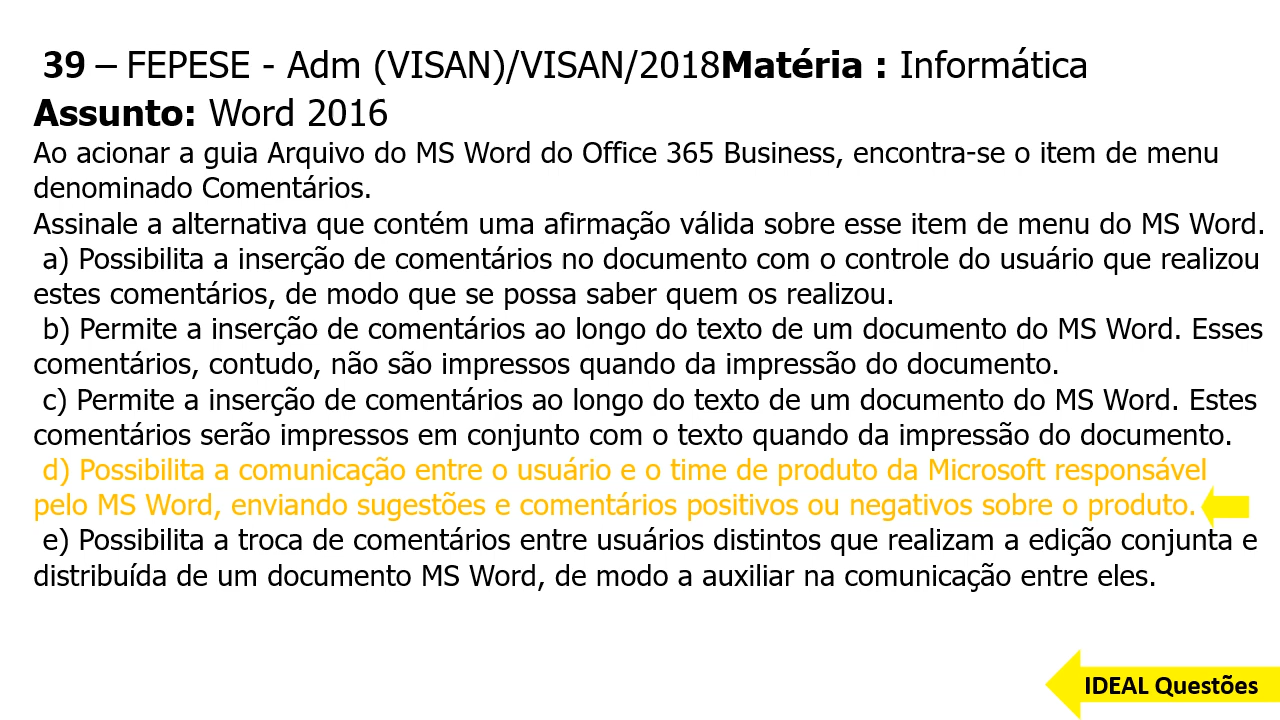 39 – FEPESE - Adm (VISAN)/VISAN/2018Matéria : Informática
Assunto: Word 2016
Ao acionar a guia Arquivo do MS Word do Office 365 Business, encontra-se o item de menu
denominado Comentários.
Assinale a alternativa que contém uma afirmação válida sobre esse item de menu do MS Word.
a) Possibilita a inserção de comentários no documento com o controle do usuário que realizou
estes comentários, de modo que se possa saber quem os realizou.
b) Permite a inserção de comentários ao longo do texto de um documento do MS Word. Esses
comentários, contudo, não são impressos quando da impressão do documento.
c) Permite a inserção de comentários ao longo do texto de um documento do MS Word. Estes
comentários serão impressos em conjunto com o texto quando da impressão do documento.
d) Possibilita a comunicação entre o usuário e o time de produto da Microsoft responsável
pelo MS Word, enviando sugestões e comentários positivos ou negativos sobre o produto.
e) Possibilita a troca de comentários entre usuários distintos que realizam a edição conjunta e
distribuída de um documento MS Word, de modo a auxiliar na comunicação entre eles.
IDEAL Questões